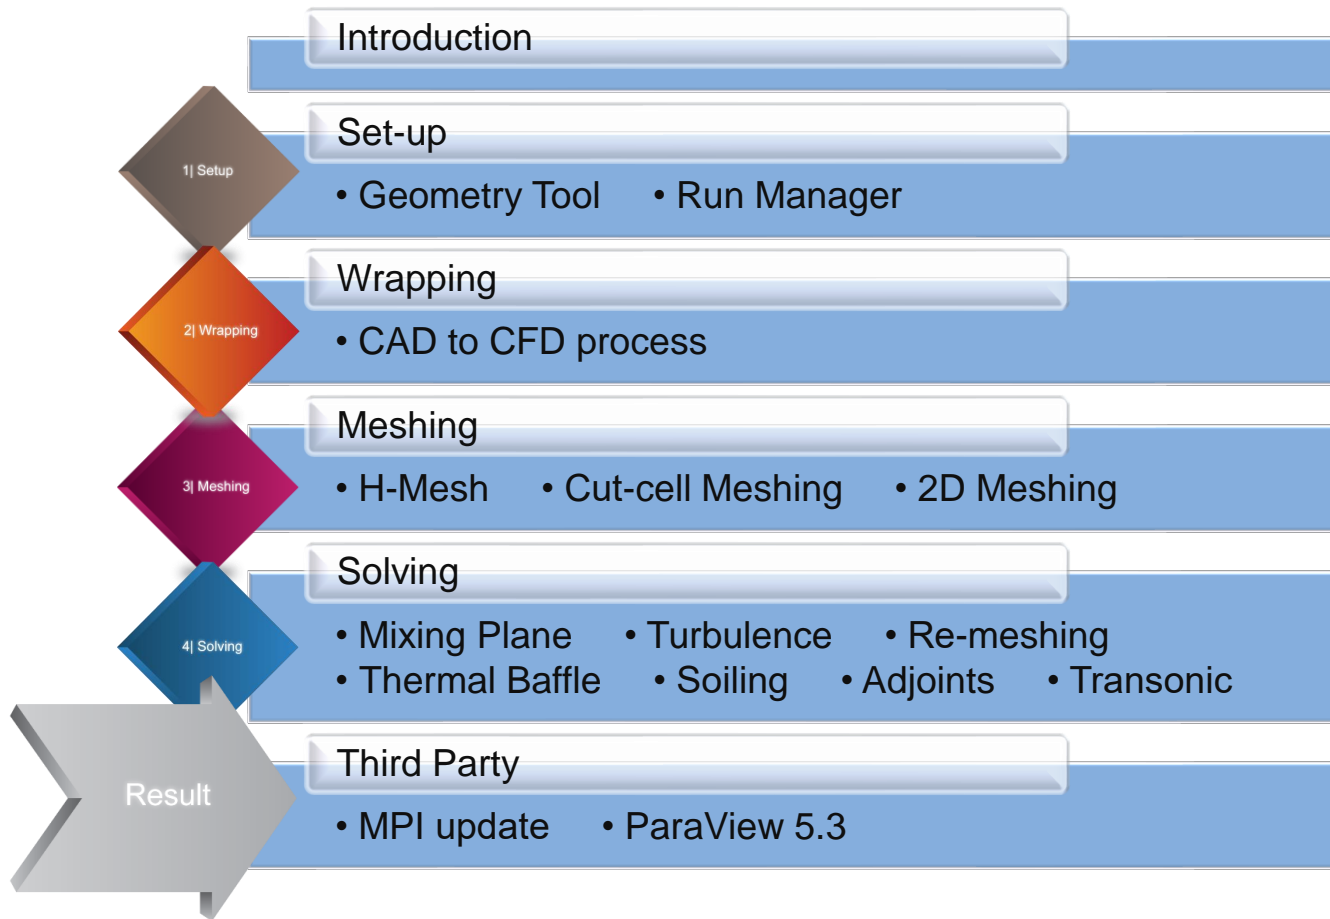 Introduction
Set-up
1| Setup
• Geometry Tool • Run Manager
Wrapping
2| Wrapping
• CAD to CFD process
Meshing
3| Meshing
• H-Mesh • Cut-cell Meshing • 2D Meshing
Solving
4| Solving
• Mixing Plane • Turbulence • Re-meshing
• Thermal Baffle • Soiling • Adjoints • Transonic
Third Party
Result
• MPI update • ParaView 5.3